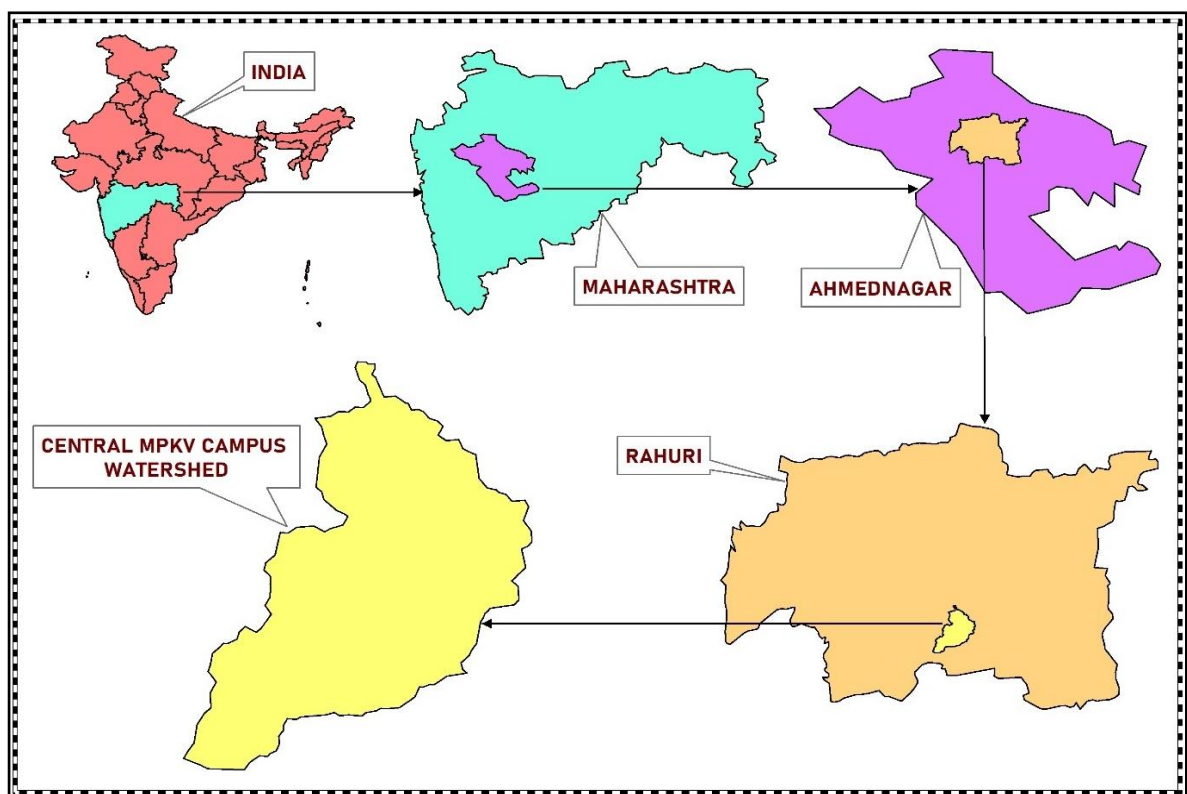 INDIA
MAHARASHTRA
AHMEDNAGAR
CENTRAL MPKV CAMPUS
WATERSHED
RAHURI